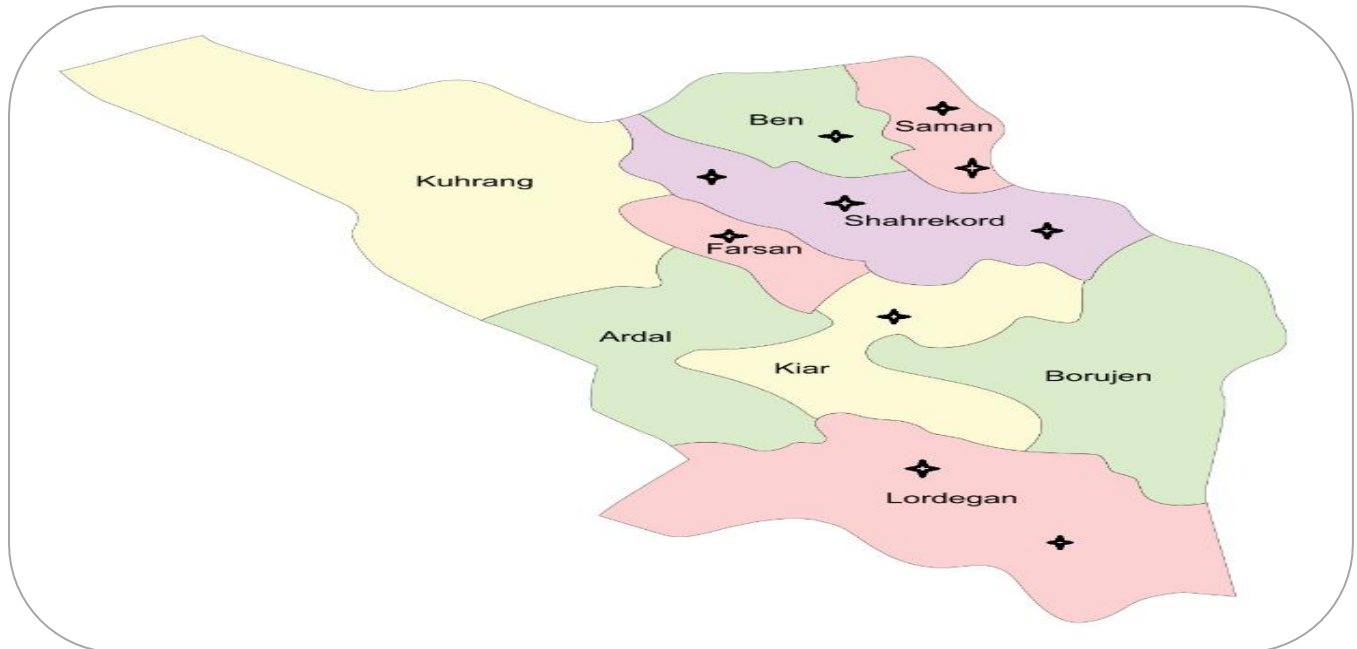 Ben
Saman
Kuhrang
Shahrekord
Farsan
Ardal
Kiar
Borujen
Lordegan